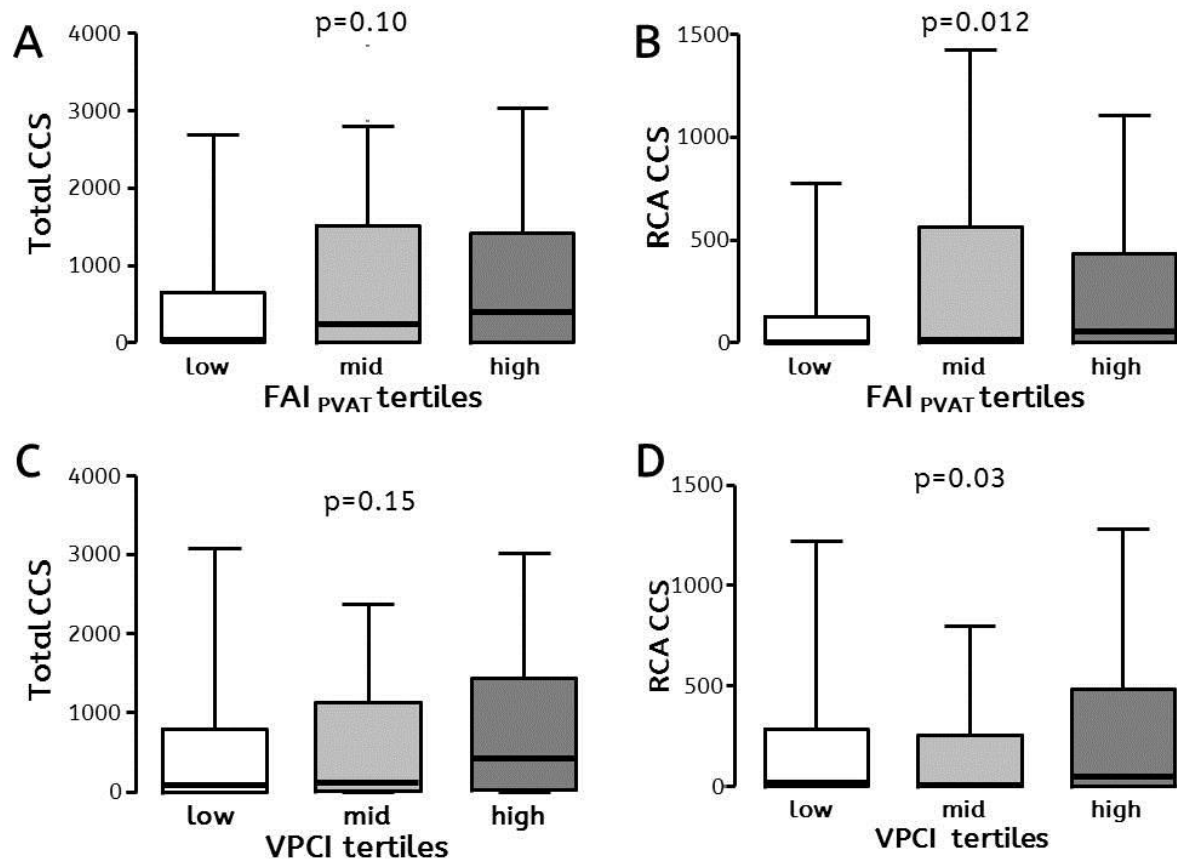 A
p=0.10
Total CCS
4000
3000
2000
1000
0
low mid high
FAI PVAT tertiles
B
p=0.012
RCA CCS
1500
1000
500
0
low mid high
FAI PVAT tertiles
C
p=0.15
Total CCS
4000
3000
2000
1000
0
low mid high
VPCI tertiles
D
p=0.03
RCA CCS
1500
1000
500
0
low mid high
VPCI tertiles